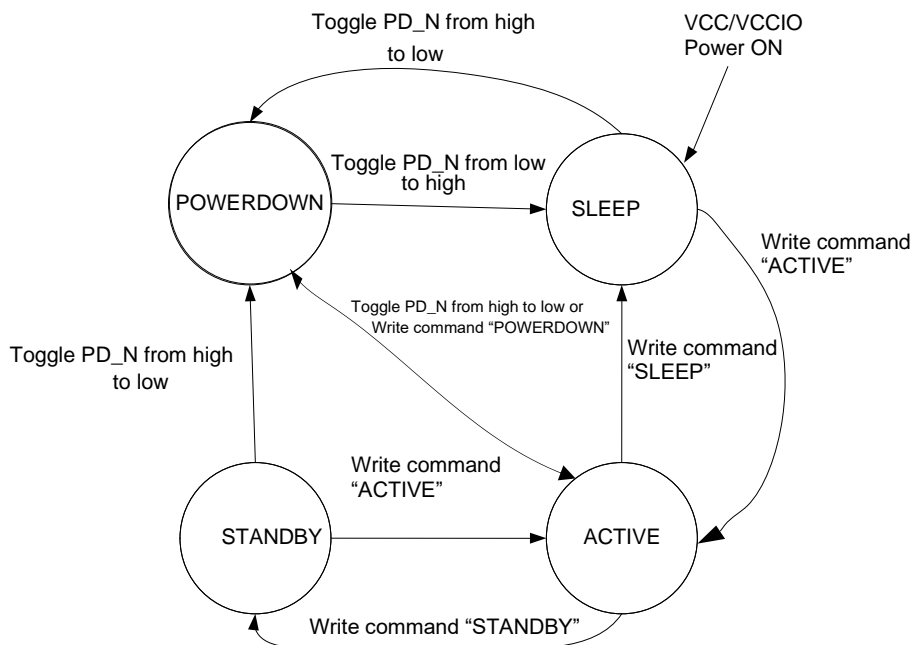 Toggle PD_N from high
to low
VCC/VCCIO
Power ON
Toggle PD_N from low
to high
POWERDOWN
SLEEP
Write command
“ACTIVE”
Toggle PD_N from high to low or
Write command “POWERDOWN”
Toggle PD_N from high
to low
Write command
“SLEEP”
Write command
“ACTIVE”
STANDBY
ACTIVE
Write command “STANDBY”